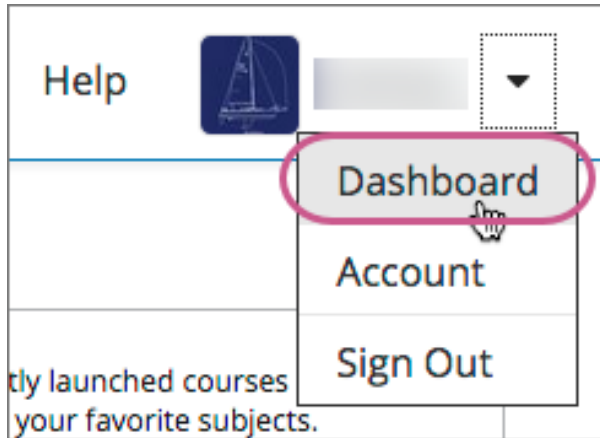 Help
Dashboard
Account
Sign Out
tly launched courses
your favorite subjects.